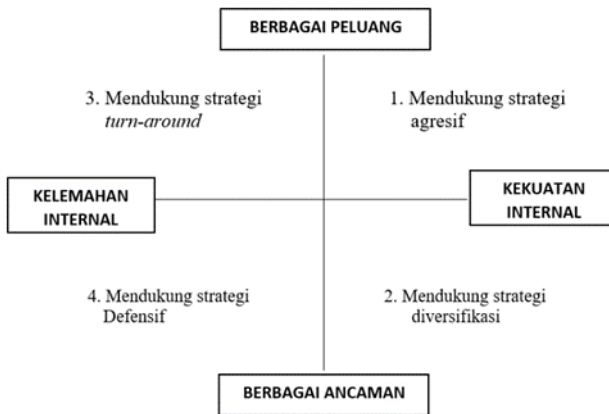 BERBAGAI PELUANG
3. Mendukung strategi
turn-around
1. Mendukung strategi
agresif
KELEMAHAN
INTERNAL
KEKUATAN
INTERNAL
4. Mendukung strategi
Defensif
2. Mendukung strategi
diversifikasi
BERBAGAI ANCAMAN